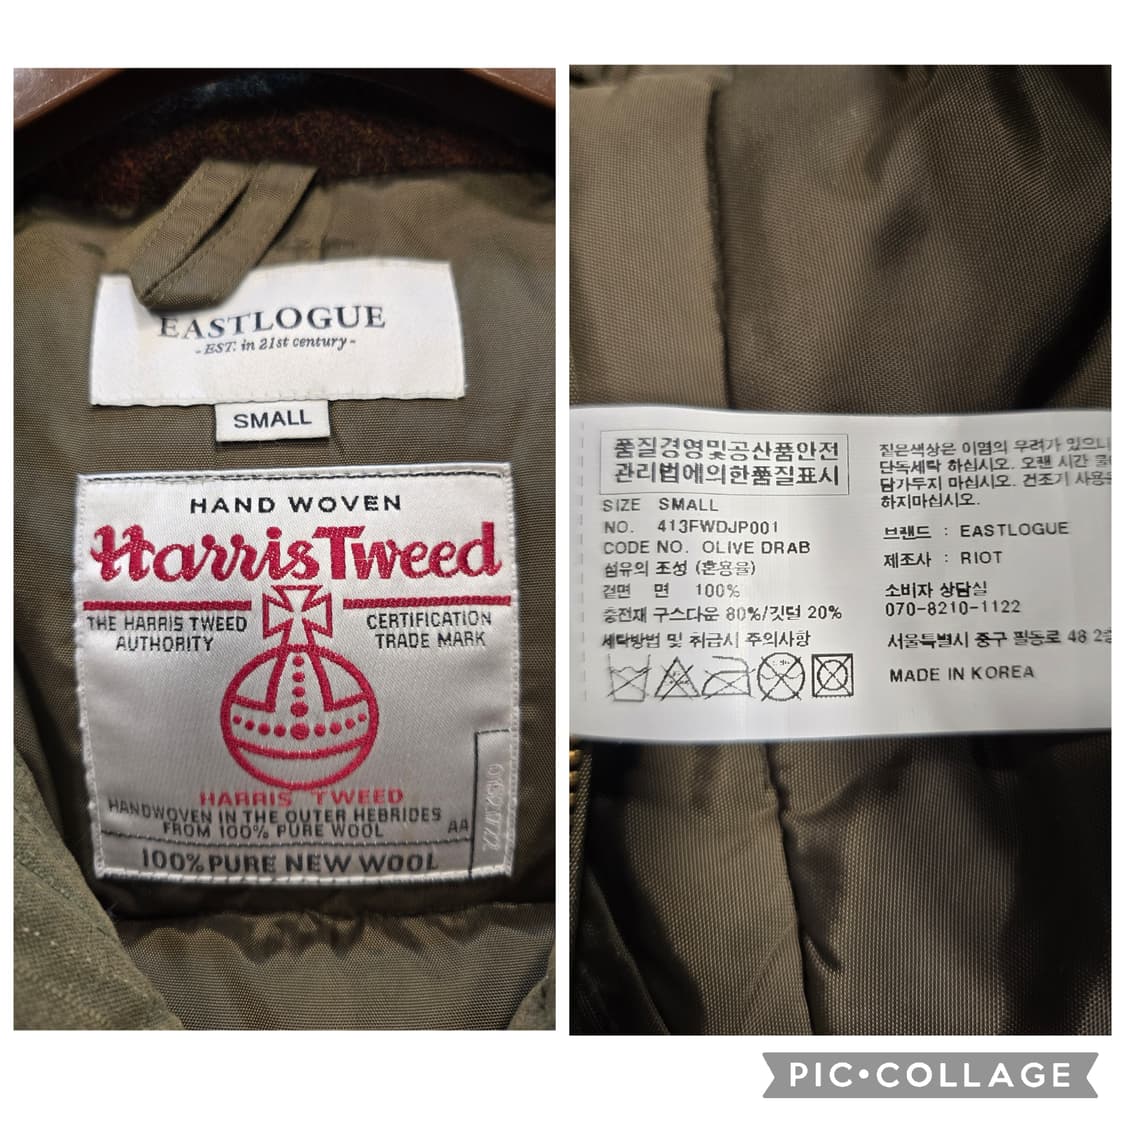 EASTLOGUE
-EST. in 21st century-
SMALL
HAND WOVEN
Harris Tweed
THE HARRIS TWEED
AUTHORITY
CERTIFICATION
TRADE MARK
HARRIS TWEED
HANDWOVEN IN THE OUTER HEBRIDES
FROM 100% PURE WOOL
AA
100% PURE NEW WOOL
품질경영및공산품안전
관리법에의한품질표시
SIZE SMALL
NO. 413FWDJP001
CODE NO. OLIVE DRAB
섬유의 조성 (혼용율)
겉면 면 100%
충전재 구스다운 80%/깃털 20%
세탁방법 및 취급시 주의사항
짙은색상은 이염의 우려가 있으니
단독세탁 하십시오. 오랜 시간
담가두지 마십시오. 건조기 사용
하지마십시오.
브랜드 : EASTLOGUE
제조사 : RIOT
소비자 상담실
070-8210-1122
서울특별시 중구 필동로 48
MADE IN KOREA
PIC•COLLAGE